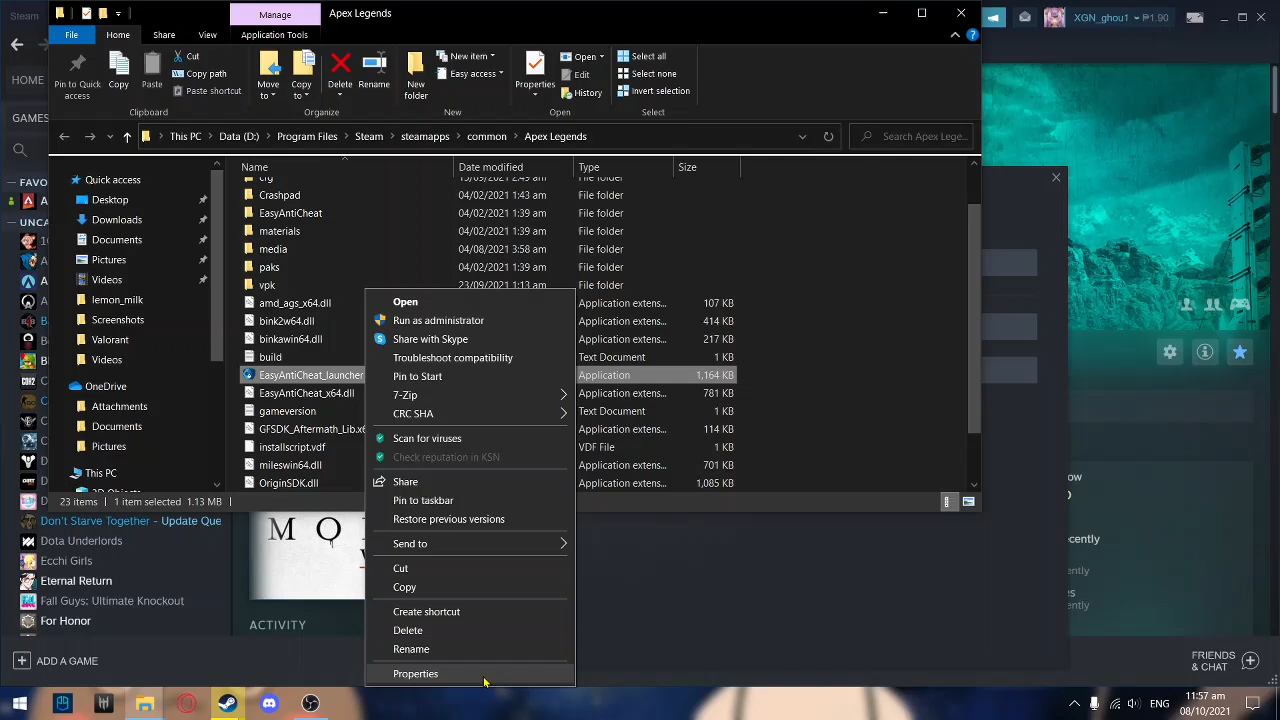 Steam
Manage
Apex Legends
XGN_ghou1
₱1.90
File
Home
Share
View
Application Tools
Pin to Quick access
Copy
Paste
Cut
Copy path
Paste shortcut
Clipboard
Move to
Copy to
Delete
Rename
Organize
New folder
New item
Easy access
New
Properties
Open
Edit
History
Open
Select all
Select none
Invert selection
Select
HOME
GAMES
This PC > Data (D:) > Program Files > Steam > steamapps > common > Apex Legends
Search Apex Lege...
Name Date modified Type Size
Quick access
Desktop
Downloads
Documents
Pictures
Videos
lemon_milk
Screenshots
Valorant
Videos
OneDrive
Attachments
Documents
Pictures
This PC
FAVO
UNCA
Crashpad 04/02/2021 1:43 am File folder
EasyAntiCheat 04/02/2021 1:39 am File folder
materials 04/02/2021 1:39 am File folder
media 04/08/2021 3:58 am File folder
paks 04/02/2021 1:39 am File folder
vpk 23/09/2021 1:13 am File folder
amd_ags_x64.dll Application extens... 107 KB
bink2w64.dll Application extens... 414 KB
binkawin64.dll Application extens... 217 KB
build Text Document 1 KB
EasyAntiCheat_launcher Application 1,164 KB
EasyAntiCheat_x64.dll Application extens... 781 KB
gameversion Text Document 1 KB
GFSDK_Aftermath_Lib.x6 Application extens... 114 KB
installscript.vdf VDF File 1 KB
mileswin64.dll Application extens... 701 KB
OriginSDK.dll Application extens... 1,085 KB
23 items
1 item selected 1.13 MB
Open
Run as administrator
Share with Skype
Troubleshoot compatibility
Pin to Start
7-Zip
CRC SHA
Scan for viruses
Check reputation in KSN
Share
Pin to taskbar
Restore previous versions
Send to
Cut
Copy
Create shortcut
Delete
Rename
Properties
Don't Starve Together - Update Que
Dota Underlords
Ecchi Girls
Eternal Return
Fall Guys: Ultimate Knockout
For Honor
M O
ACTIVITY
ow
ecently
ently
es
ently
ADD A GAME
FRIENDS
& CHAT
ENG
11:57 am
08/10/2021